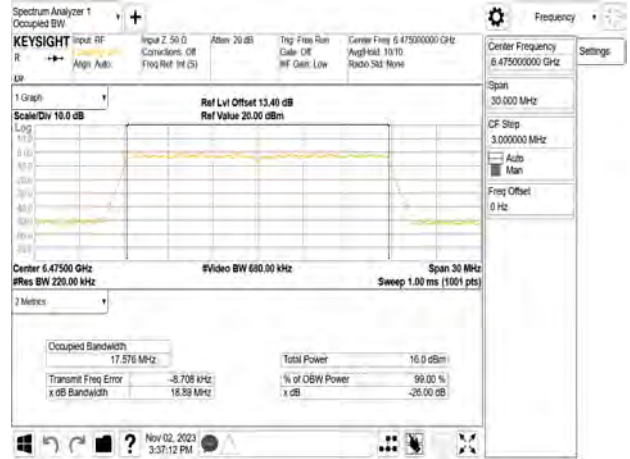 Spectrum Analyzer 1
Occupied BW
Frequency
KEYSIGHT
Input: RF
Input Z: 50 Ω
Atten: 20 dB
Trig: Free Run
Center Freq: 6.475000000 GHz
R
Corrections: Off
Gate: Off
Avg|Hold: 10/10
Align: Auto
Freq Ref: Int (S)
#IF Gain: Low
Radio Std: None
Center Frequency
6.475000000 GHz
Settings
Span
30.000 MHz
CF Step
3.000000 MHz
Auto
Man
Freq Offset
0 Hz
1 Graph
Ref Lvl Offset 13.40 dB
Scale/Div 10.0 dB
Ref Value 20.00 dBm
Log
Center 6.47500 GHz
#Video BW 680.00 kHz
Span 30 MHz
#Res BW 220.00 kHz
Sweep 1.00 ms (1001 pts)
2 Metrics
Occupied Bandwidth
17.576 MHz
Total Power
16.0 dBm
Transmit Freq Error
-8.708 kHz
% of OBW Power
99.00 %
x dB Bandwidth
18.89 MHz
x dB
-26.00 dB
?
Nov 02, 2023
3:37:12 PM